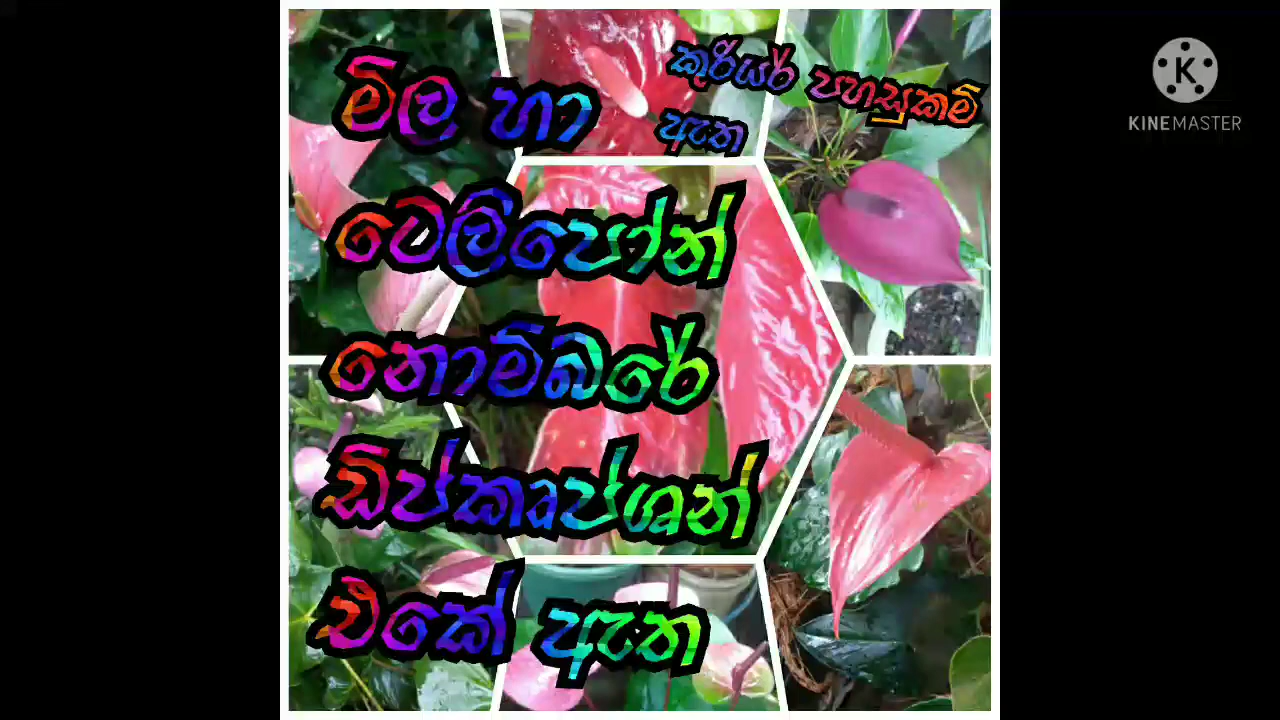 කුරියර් පහසුකම්
ඇත
මිල හා
ටෙලිපෝන්
නොම්බරේ
ඩිප්කෘප්ශන්
එකේ ඇත
KINEMASTER